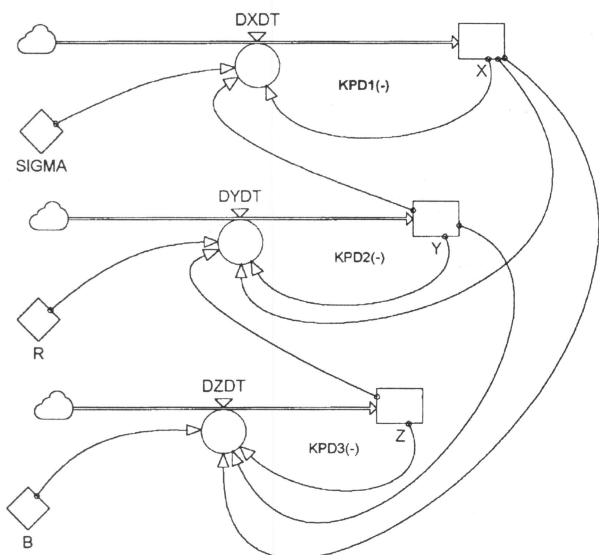 DXDT
X
KPD1(-)
SIGMA
DYDT
Y
KPD2(-)
R
DZDT
Z
KPD3(-)
B